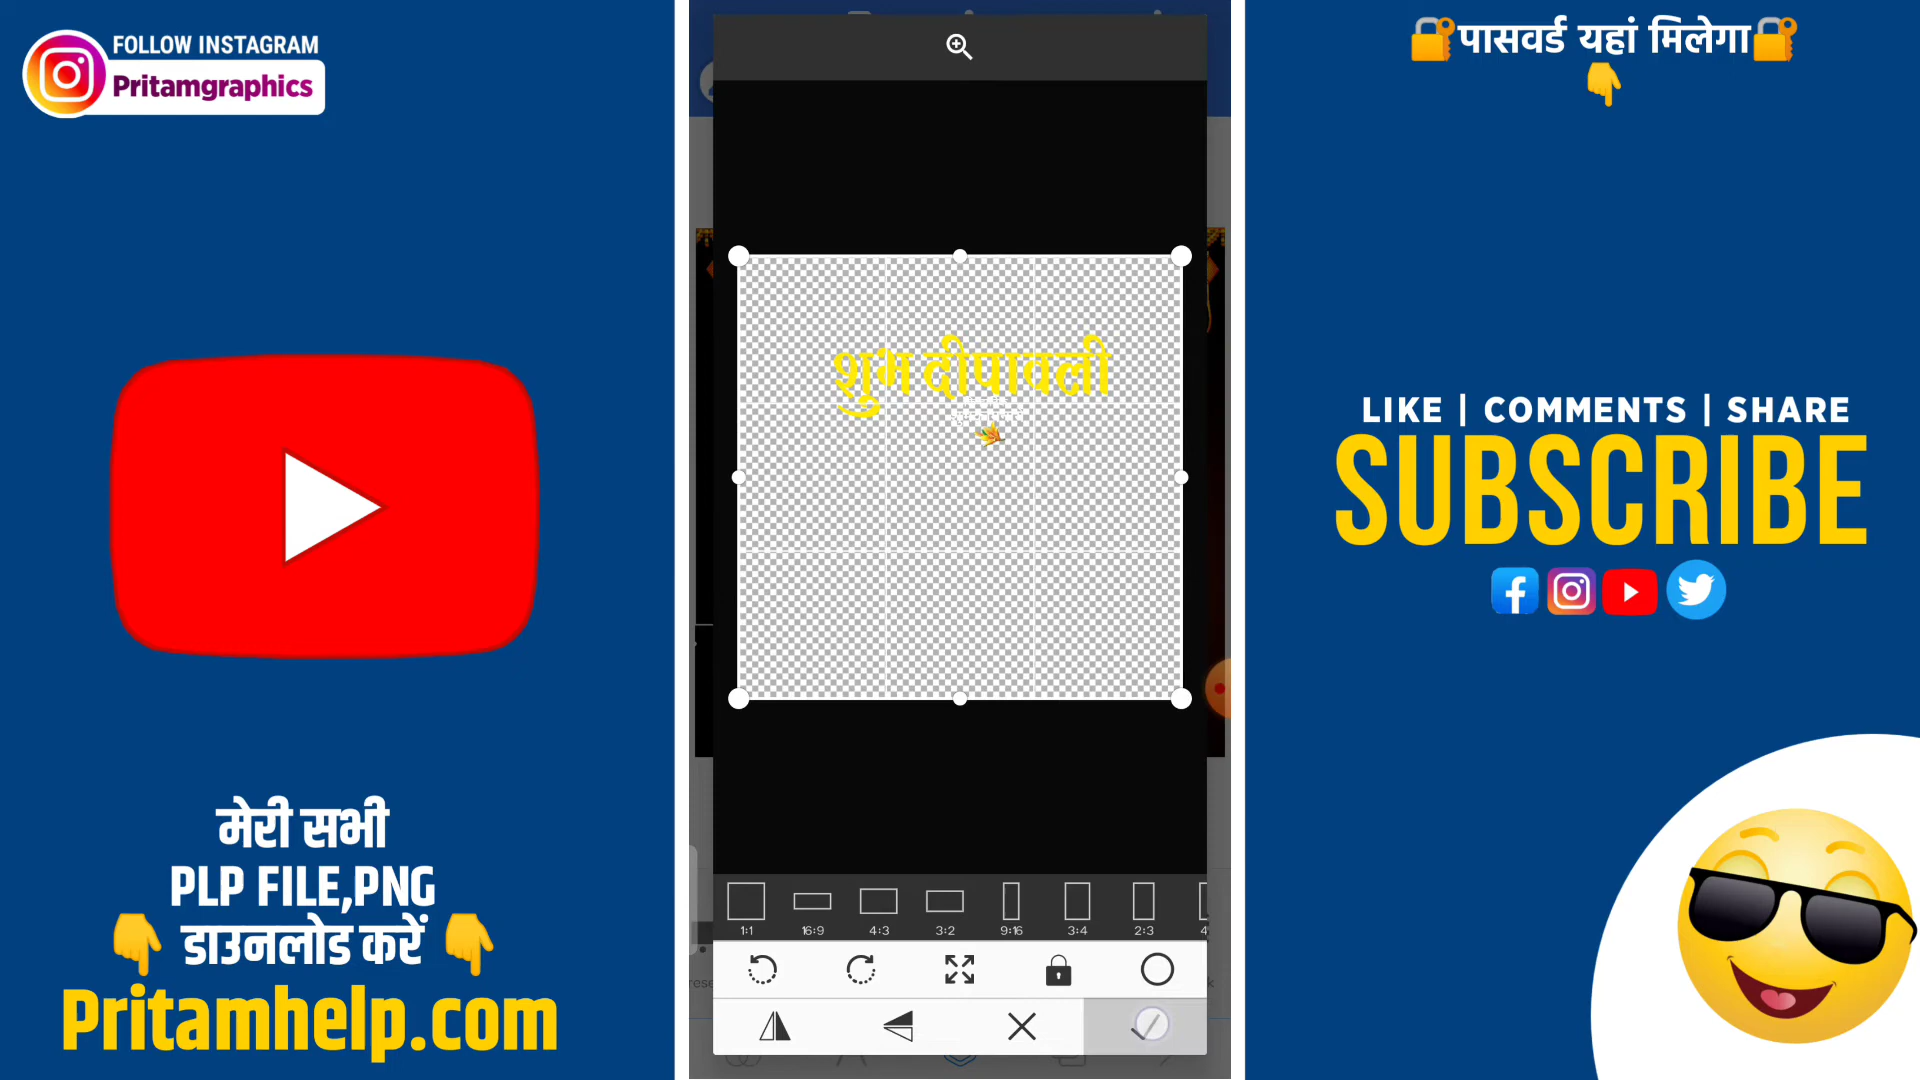 FOLLOW INSTAGRAM
Pritamgraphics
मेरी सभी
PLP FILE,PNG
डाउनलोड करें
Pritamhelp.com
शुभ दीपावली
1:1 16:9 4:3 3:2 9:16 3:4 2:3
पासवर्ड यहां मिलेगा
LIKE | COMMENTS | SHARE
SUBSCRIBE